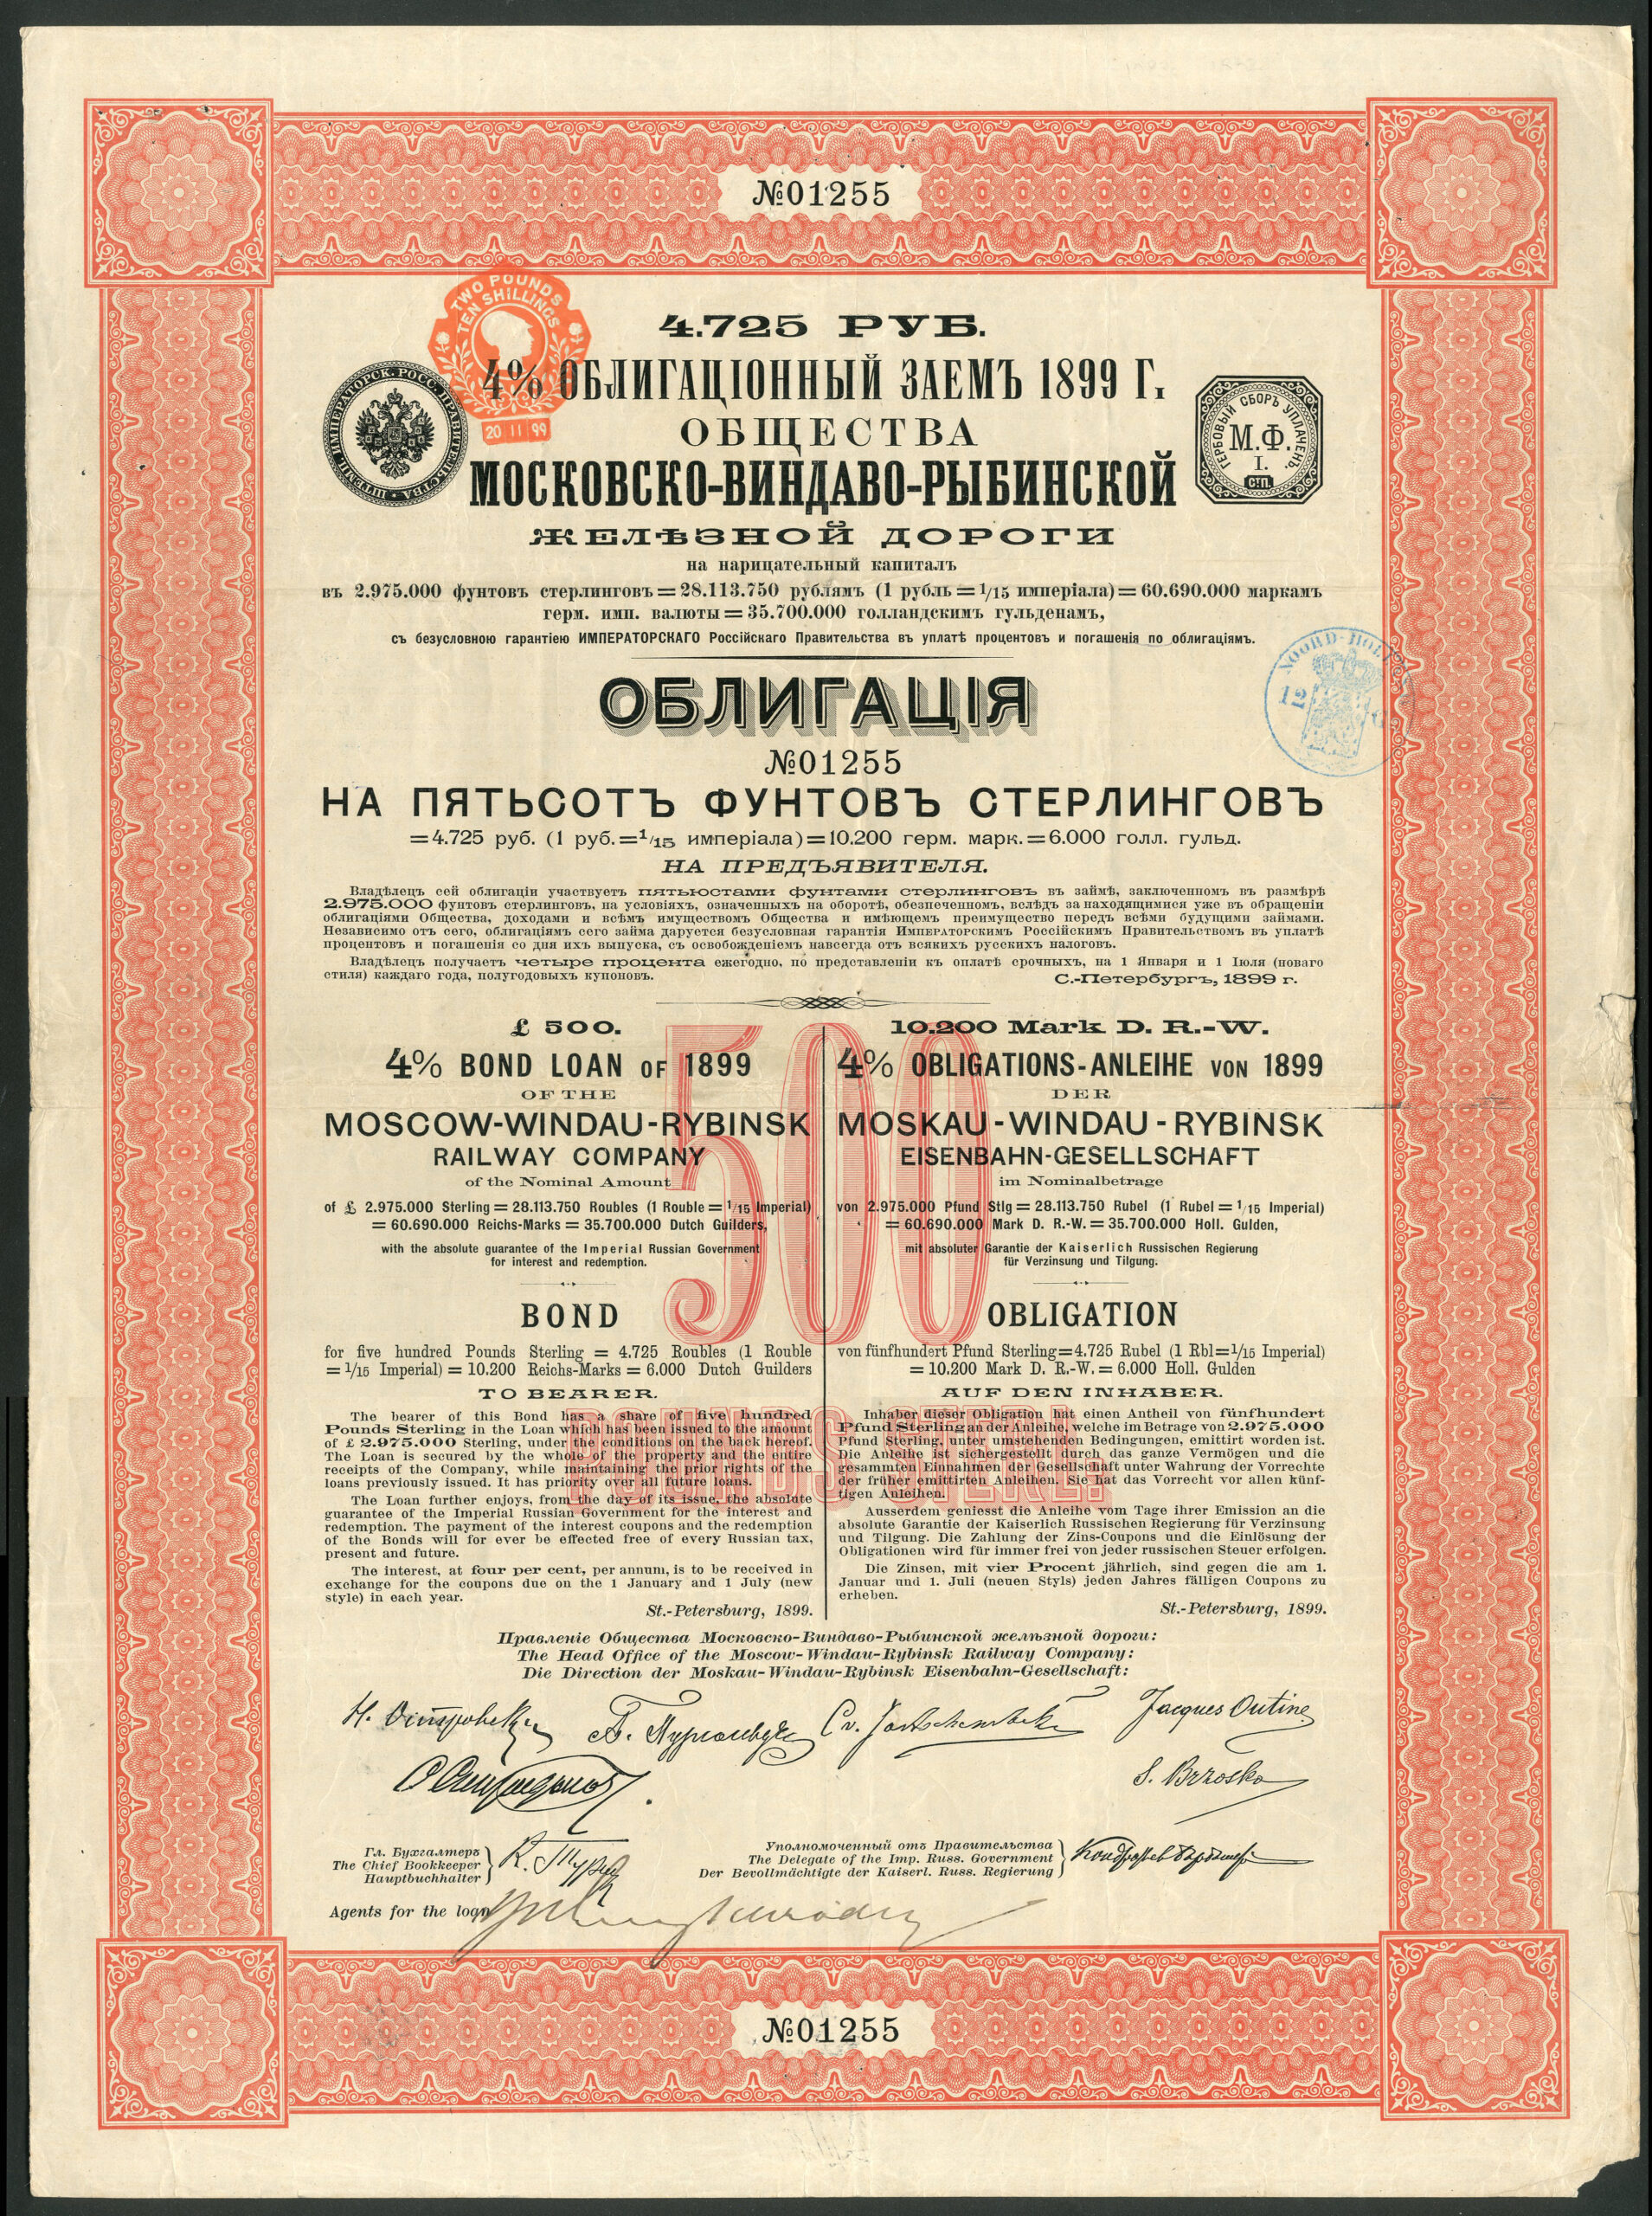 №01255
TWO POUNDS
TEN SHILLINGS
20 11 99
4.725 РУБ.
4% ОБЛИГАЦІОННЫЙ ЗАЕМЪ 1899 Г.
ОБЩЕСТВА
МОСКОВСКО-ВИНДАВО-РЫБИНСКОЙ
ЖЕЛѢЗНОЙ ДОРОГИ
ШТЕМП. ИМПЕРАТОРСК. РОСС. ПРАВИТЕЛЬСТВА
ГЕРБОВЫЙ СБОРЪ УПЛАЧЕНЪ.
М.Ф.
I.
С.П.
на нарицательный капиталъ
въ 2.975.000 фунтовъ стерлинговъ = 28.113.750 рублямъ (1 рубль = 1/15 имперіала) = 60.690.000 маркамъ
герм. имп. валюты = 35.700.000 голландскимъ гульденамъ,
съ безусловною гарантіею ИМПЕРАТОРСКАГО Россійскаго Правительства въ уплатѣ процентовъ и погашенія по облигаціямъ.
NOORD-HOLLAND
12
ОБЛИГАЦІЯ
№01255
НА ПЯТЬСОТЪ ФУНТОВЪ СТЕРЛИНГОВЪ
=4.725 руб. (1 руб.=1/15 имперіала)=10.200 герм. марк.=6.000 голл. гульд.
НА ПРЕДЪЯВИТЕЛЯ.
Владѣлецъ сей облигаціи участвуетъ пятьюстами фунтами стерлинговъ въ займѣ, заключенномъ въ размѣрѣ
2.975.000 фунтовъ стерлинговъ, на условіяхъ, означенныхъ на оборотѣ, обезпеченномъ, вслѣдъ за находящимися уже въ обращеніи
облигаціями Общества, доходами и всѣмъ имуществомъ Общества и имѣющемъ преимущество передъ всѣми будущими займами.
Независимо отъ сего, облигаціямъ сего займа даруется безусловная гарантія Императорскимъ Россійскимъ Правительствомъ въ уплатѣ
процентовъ и погашенія со дня ихъ выпуска, съ освобожденіемъ навсегда отъ всякихъ русскихъ налоговъ.
Владѣлецъ получаетъ четыре процента ежегодно, по представленіи къ оплатѣ срочныхъ, на 1 Января и 1 Іюля (новаго
стиля) каждаго года, полугодовыхъ купоновъ.
С.-Петербургъ, 1899 г.
£ 500.
4% BOND LOAN OF 1899
OF THE
MOSCOW-WINDAU-RYBINSK
RAILWAY COMPANY
of the Nominal Amount
of £ 2.975.000 Sterling = 28.113.750 Roubles (1 Rouble = 1/15 Imperial)
= 60.690.000 Reichs-Marks = 35.700.000 Dutch Guilders,
with the absolute guarantee of the Imperial Russian Government
for interest and redemption.
BOND
for five hundred Pounds Sterling = 4.725 Roubles (1 Rouble
= 1/15 Imperial) = 10.200 Reichs-Marks = 6.000 Dutch Guilders
TO BEARER.
The bearer of this Bond has a share of five hundred
Pounds Sterling in the Loan which has been issued to the amount
of £ 2.975.000 Sterling, under the conditions on the back hereof.
The Loan is secured by the whole of the property and the entire
receipts of the Company, while maintaining the prior rights of the
loans previously issued. It has priority over all future loans.
The Loan further enjoys, from the day of its issue, the absolute
guarantee of the Imperial Russian Government for the interest and
redemption. The payment of the interest coupons and the redemption
of the Bonds will for ever be effected free of every Russian tax,
present and future.
The interest, at four per cent, per annum, is to be received in
exchange for the coupons due on the 1 January and 1 July (new
style) in each year.
St.-Petersburg, 1899.
10.200 Mark D. R.-W.
4% OBLIGATIONS-ANLEIHE VON 1899
DER
MOSKAU-WINDAU-RYBINSK
EISENBAHN-GESELLSCHAFT
im Nominalbetrage
von 2.975.000 Pfund Stlg = 28.113.750 Rubel (1 Rubel = 1/15 Imperial)
= 60.690.000 Mark D. R.-W. = 35.700.000 Holl. Gulden,
mit absoluter Garantie der Kaiserlich Russischen Regierung
für Verzinsung und Tilgung.
OBLIGATION
von fünfhundert Pfund Sterling=4.725 Rubel (1 Rbl=1/15 Imperial)
= 10.200 Mark D. R.-W. = 6.000 Holl. Gulden
AUF DEN INHABER.
Inhaber dieser Obligation hat einen Antheil von fünfhundert
Pfund Sterling an der Anleihe, welche im Betrage von 2.975.000
Pfund Sterling, unter umstehenden Bedingungen, emittirt worden ist.
Die Anleihe ist sichergestellt durch das ganze Vermögen und die
gesammten Einnahmen der Gesellschaft unter Wahrung der Vorrechte
der früher emittirten Anleihen. Sie hat das Vorrecht vor allen künf-
tigen Anleihen.
Ausserdem geniesst die Anleihe vom Tage ihrer Emission an die
absolute Garantie der Kaiserlich Russischen Regierung für Verzinsung
und Tilgung. Die Zahlung der Zins-Coupons und die Einlösung der
Obligationen wird für immer frei von jeder russischen Steuer erfolgen.
Die Zinsen, mit vier Procent jährlich, sind gegen die am 1.
Januar und 1. Juli (neuen Styls) jeden Jahres fälligen Coupons zu
erheben.
St.-Petersburg, 1899.
500
POUNDS STERL.
Правленіе Общества Московско-Виндаво-Рыбинской желѣзной дороги:
The Head Office of the Moscow-Windau-Rybinsk Railway Company:
Die Direction der Moskau-Windau-Rybinsk Eisenbahn-Gesellschaft:
Jacques Outine
S. Brzosko
Гл. Бухгалтеръ
The Chief Bookkeeper
Hauptbuchhalter
Уполномоченный отъ Правительства
The Delegate of the Imp. Russ. Government
Der Bevollmächtigte der Kaiserl. Russ. Regierung
Agents for the loan
№01255